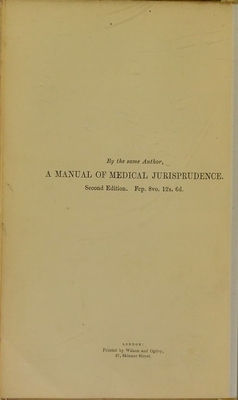 By the same Author,
A MANUAL OF MEDICAL JURISPRUDENCE.
Second Edition. Fcp. 8vo. 12s. 6d.
LONDON:
Printed by Wilson and Ogilvy,
57, Skinner Street.